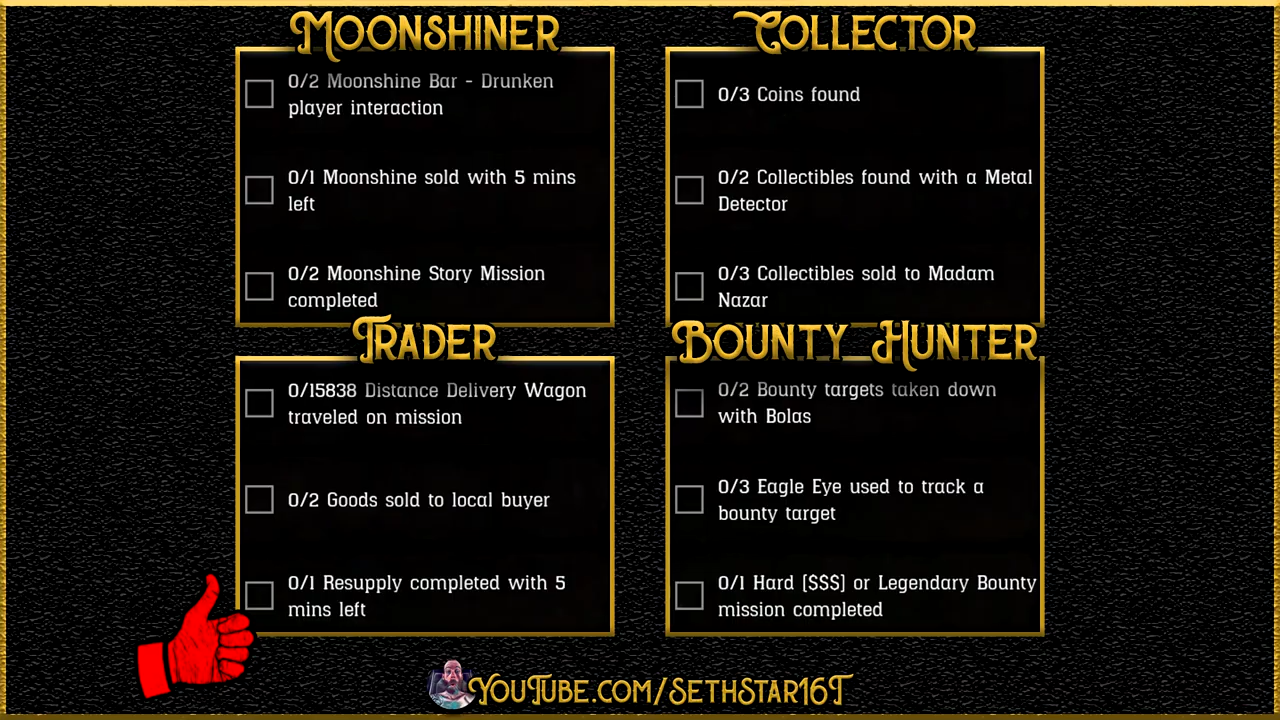 MOONSHINER
0/2 Moonshine Bar - Drunken
player interaction
0/1 Moonshine sold with 5 mins
left
0/2 Moonshine Story Mission
completed
COLLECTOR
0/3 Coins found
0/2 Collectibles found with a Metal
Detector
0/3 Collectibles sold to Madam
Nazar
TRADER
0/15838 Distance Delivery Wagon
traveled on mission
0/2 Goods sold to local buyer
0/1 Resupply completed with 5
mins left
BOUNTY HUNTER
0/2 Bounty targets taken down
with Bolas
0/3 Eagle Eye used to track a
bounty target
0/1 Hard ($$$) or Legendary Bounty
mission completed
YOUTUBE.COM/SETHSTAR16T